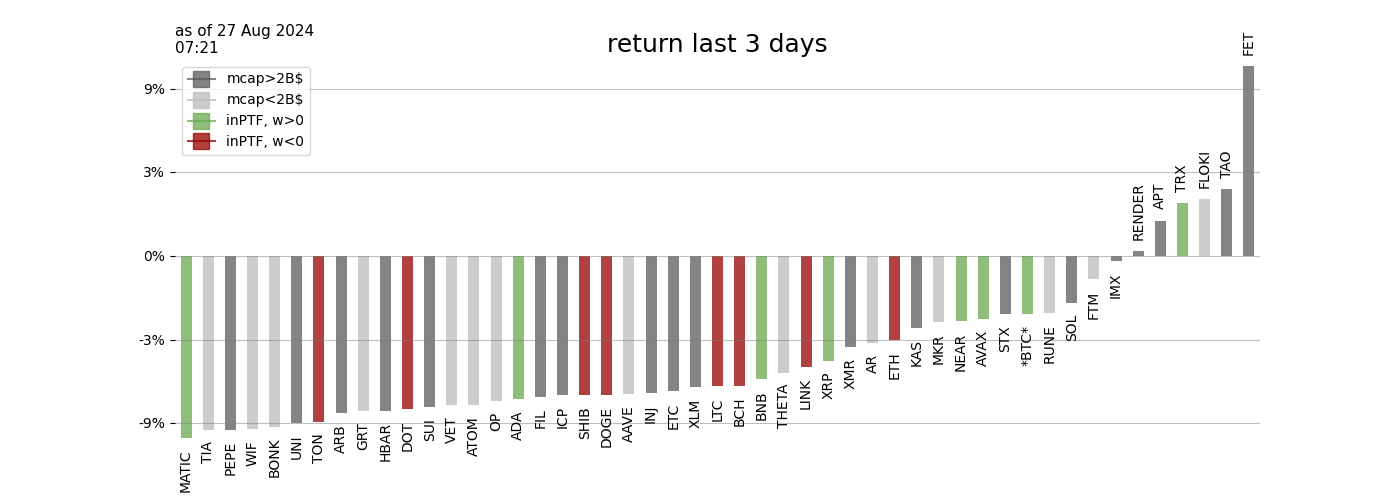 as of 27 Aug 2024
07:21
return last 3 days
mcap>2B$
mcap<2B$
inPTF, w>0
inPTF, w<0
9%
3%
0%
-3%
-9%
MATIC
TIA
PEPE
WIF
BONK
UNI
TON
ARB
GRT
HBAR
DOT
SUI
VET
ATOM
OP
ADA
FIL
ICP
SHIB
DOGE
AAVE
INJ
ETC
XLM
LTC
BCH
BNB
THETA
LINK
XRP
XMR
AR
ETH
KAS
MKR
NEAR
AVAX
STX
*BTC*
RUNE
SOL
FTM
IMX
RENDER
APT
TRX
FLOKI
TAO
FET